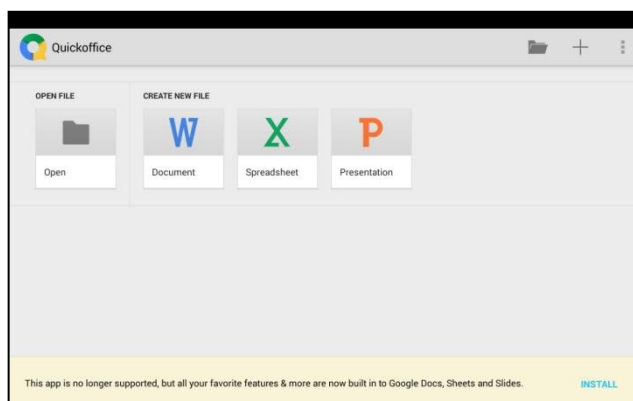 Quickoffice
OPEN FILE
CREATE NEW FILE
W
X
P
Open
Document
Spreadsheet
Presentation
This app is no longer supported, but all your favorite features & more are now built in to Google Docs, Sheets and Slides.
INSTALL